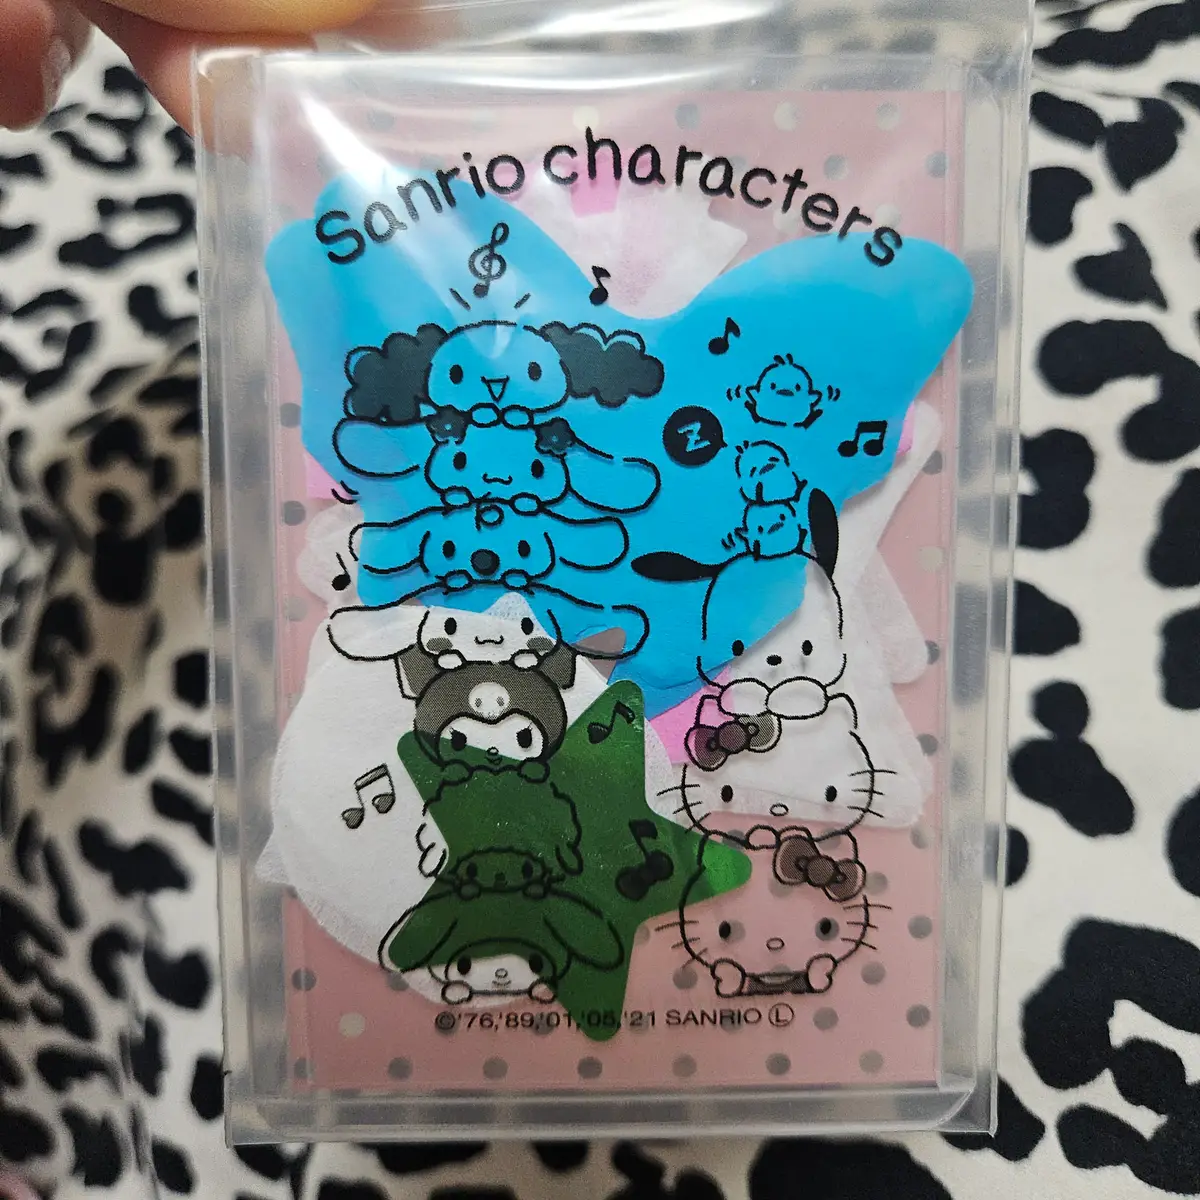 Sanrio characters
Z
©'76,'89,'01,'05,'21 SANRIO Ⓛ